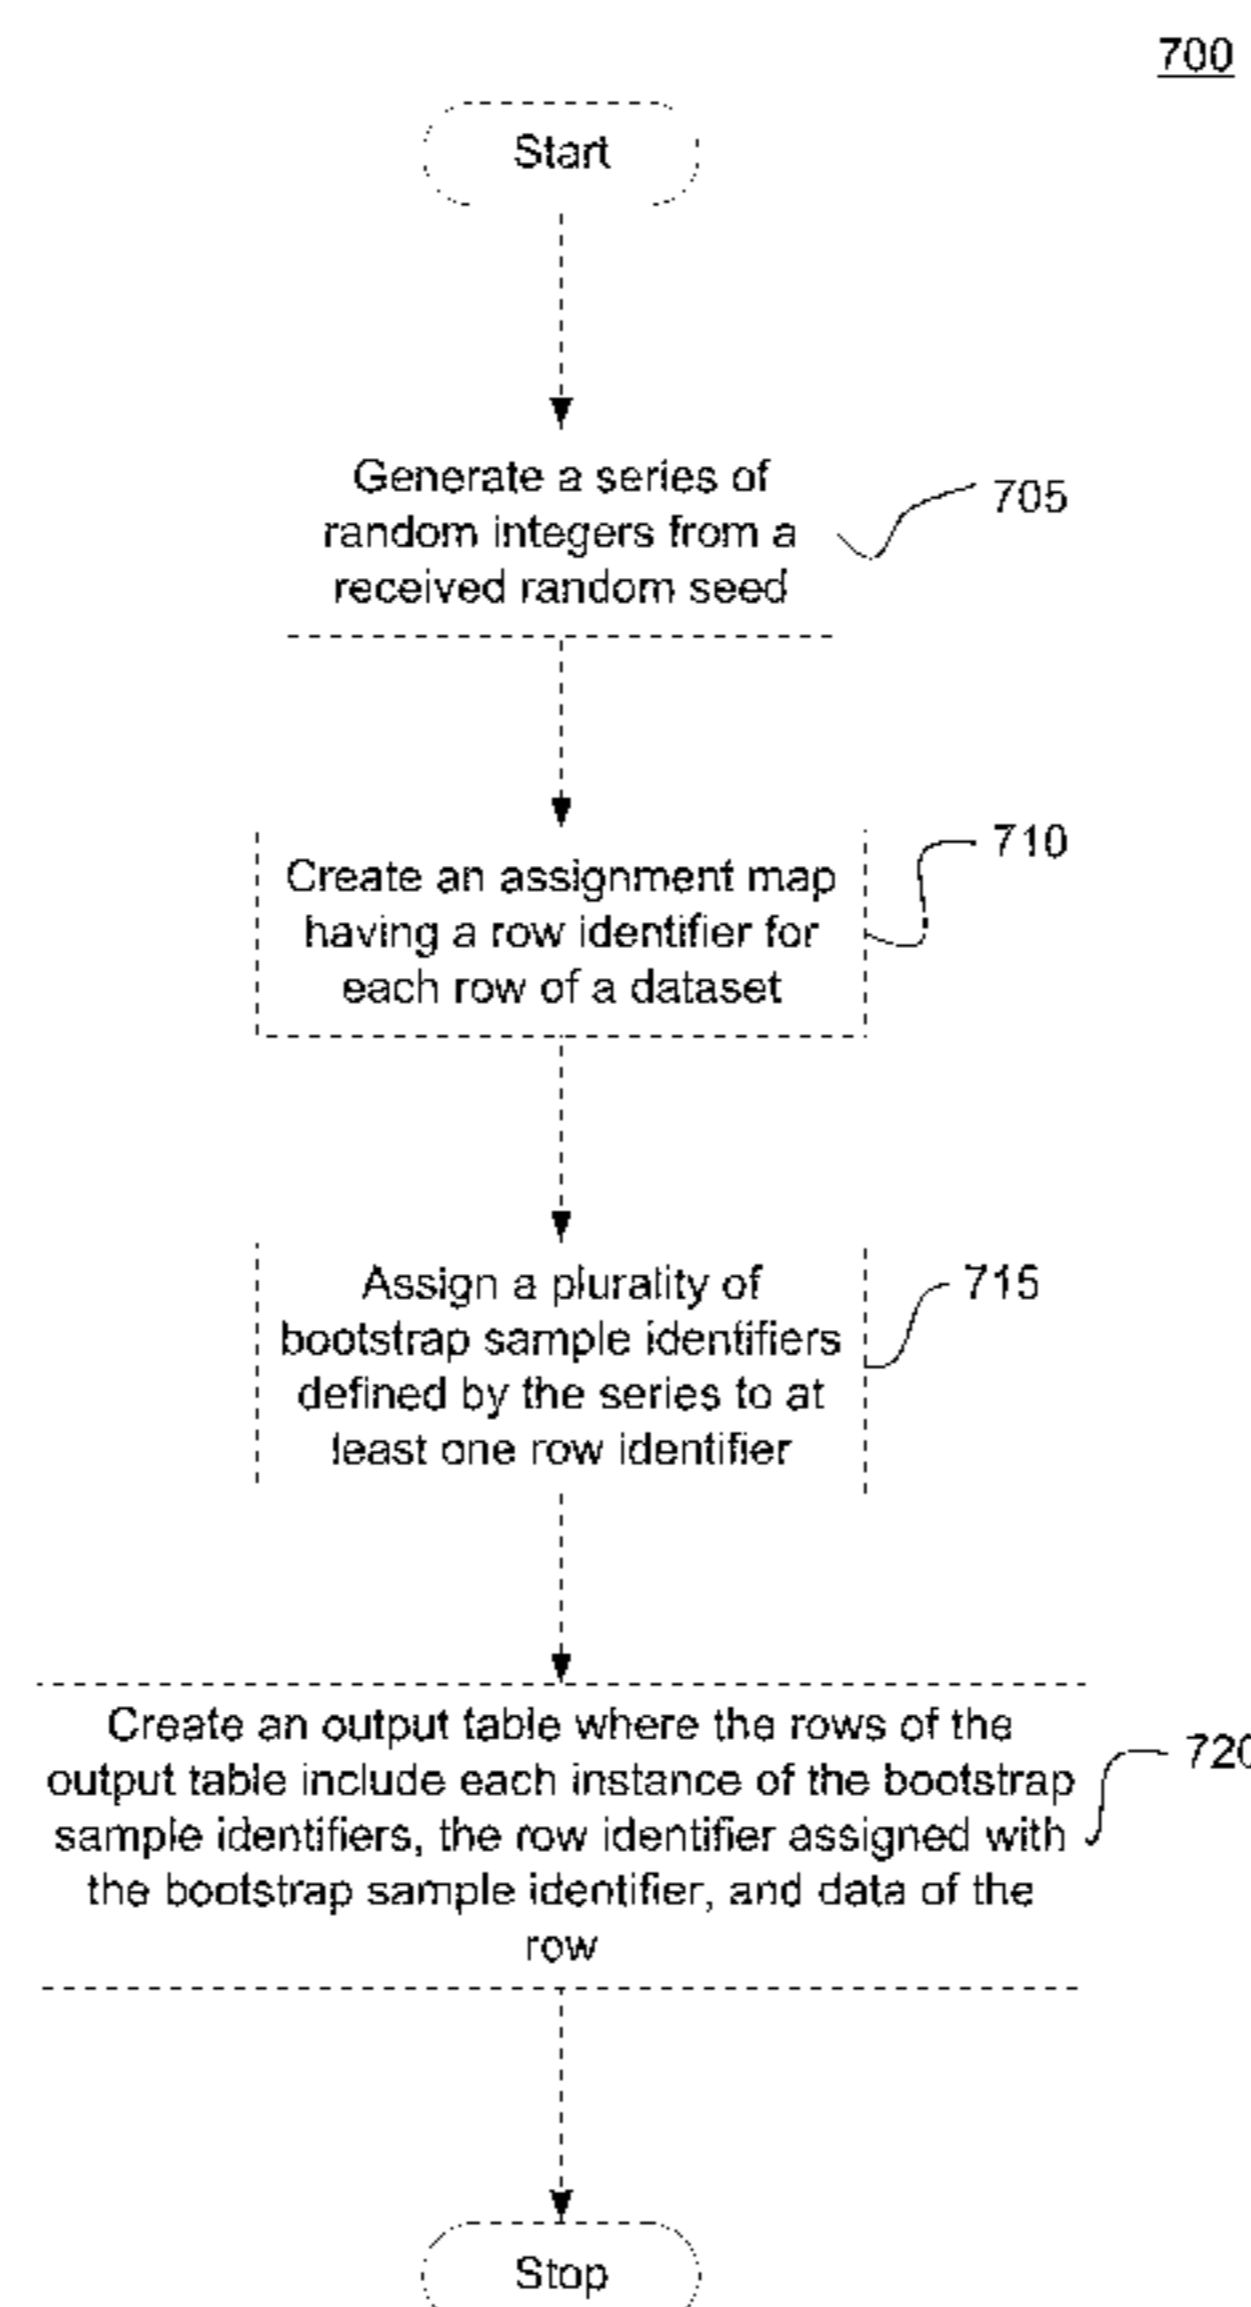 700
Start
Generate a series of
random integers from a
received random seed
705
Create an assignment map
having a row identifier for
each row of a dataset
710
Assign a plurality of
bootstrap sample identifiers
defined by the series to at
least one row identifier
715
Create an output table where the rows of the
output table include each instance of the bootstrap
sample identifiers, the row identifier assigned with
the bootstrap sample identifier, and data of the
row
720
Stop